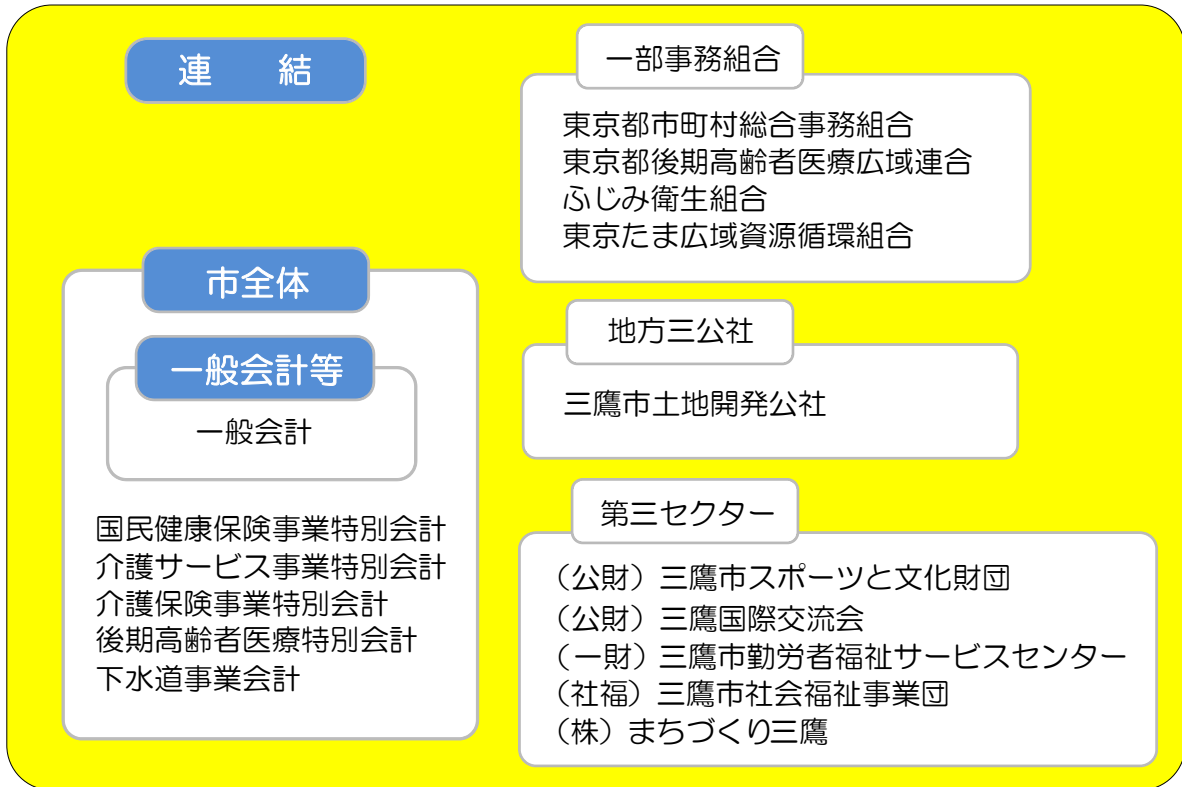 連　結
市全体
一般会計等
一般会計
国民健康保険事業特別会計
介護サービス事業特別会計
介護保険事業特別会計
後期高齢者医療特別会計
下水道事業会計
一部事務組合
東京都市町村総合事務組合
東京都後期高齢者医療広域連合
ふじみ衛生組合
東京たま広域資源循環組合
地方三公社
三鷹市土地開発公社
第三セクター
（公財）三鷹市スポーツと文化財団
（公財）三鷹国際交流会
（一財）三鷹市勤労者福祉サービスセンター
（社福）三鷹市社会福祉事業団
（株）まちづくり三鷹